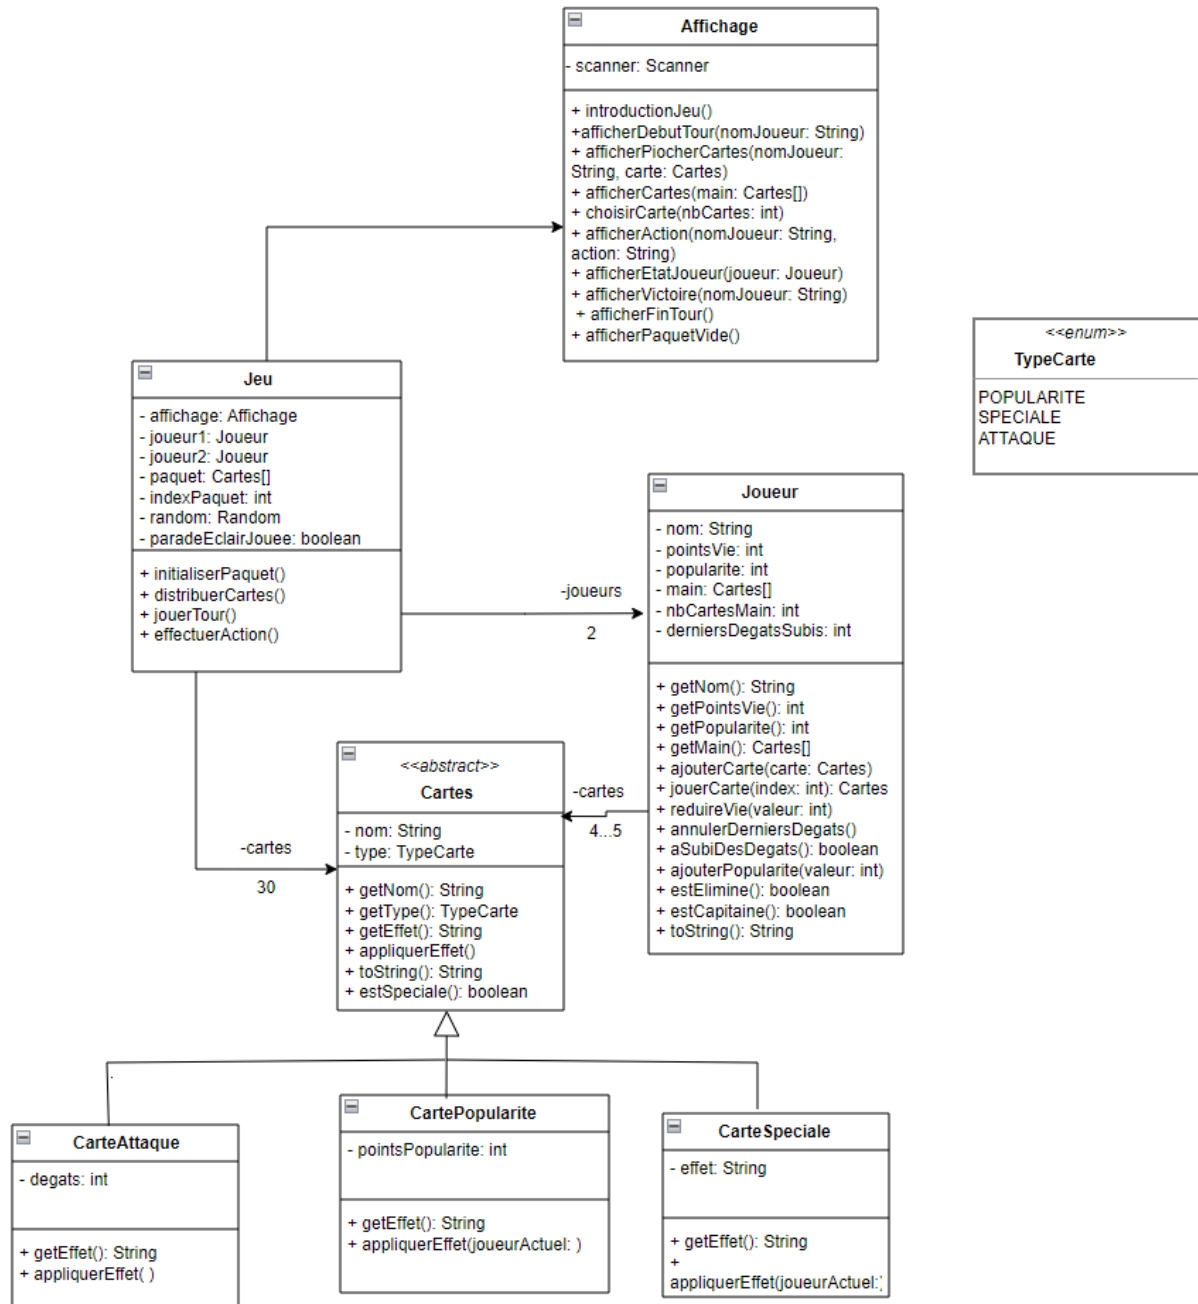 Affichage
- scanner: Scanner
+ introductionJeu()
+afficherDebutTour(nomJoueur: String)
+ afficherPiocherCartes(nomJoueur:
String, carte: Cartes)
+ afficherCartes(main: Cartes[])
+ choisirCarte(nbCartes: int)
+ afficherAction(nomJoueur: String,
action: String)
+ afficherEtatJoueur(joueur: Joueur)
+ afficherVictoire(nomJoueur: String)
+ afficherFinTour()
+ afficherPaquetVide()
<<enum>>
TypeCarte
POPULARITE
SPECIALE
ATTAQUE
Jeu
- affichage: Affichage
- joueur1: Joueur
- joueur2: Joueur
- paquet: Cartes[]
- indexPaquet: int
- random: Random
- paradeEclairJouee: boolean
+ initialiserPaquet()
+ distribuerCartes()
+ jouerTour()
+ effectuerAction()
-joueurs
2
Joueur
- nom: String
- pointsVie: int
- popularite: int
- main: Cartes[]
- nbCartesMain: int
- derniersDegatsSubis: int
+ getNom(): String
+ getPointsVie(): int
+ getPopularite(): int
+ getMain(): Cartes[]
+ ajouterCarte(carte: Cartes)
+ jouerCarte(index: int): Cartes
+ reduireVie(valeur: int)
+ annulerDerniersDegats()
+ aSubiDesDegats(): boolean
+ ajouterPopularite(valeur: int)
+ estElimine(): boolean
+ estCapitaine(): boolean
+ toString(): String
-cartes
30
-cartes
4...5
<<abstract>>
Cartes
- nom: String
- type: TypeCarte
+ getNom(): String
+ getType(): TypeCarte
+ getEffet(): String
+ appliquerEffet()
+ toString(): String
+ estSpeciale(): boolean
CarteAttaque
- degats: int
+ getEffet(): String
+ appliquerEffet( )
CartePopularite
- pointsPopularite: int
+ getEffet(): String
+ appliquerEffet(joueurActuel: )
CarteSpeciale
- effet: String
+ getEffet(): String
+
appliquerEffet(joueurActuel:)